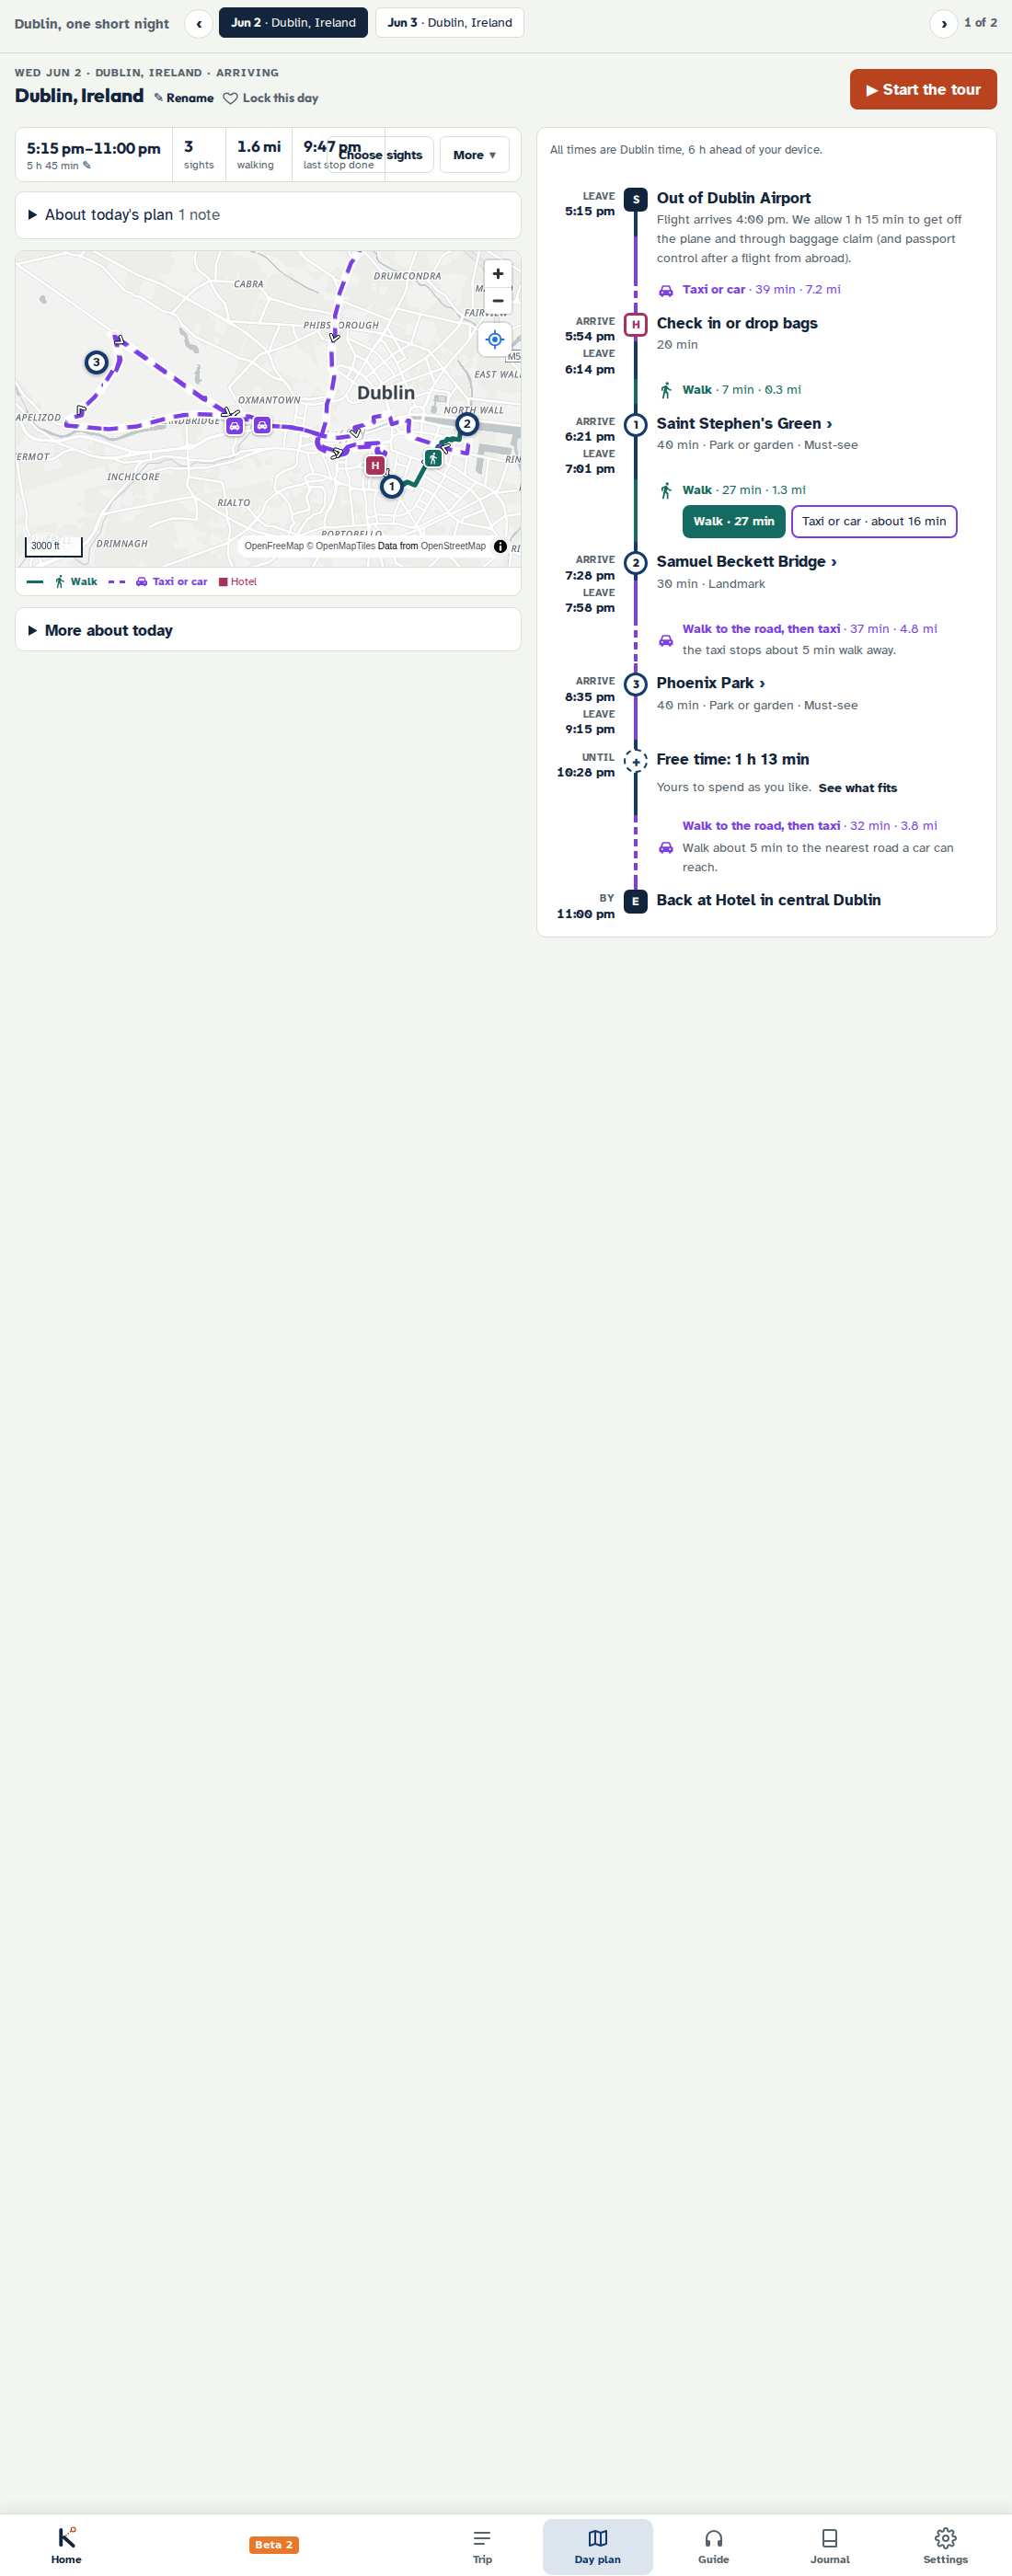 Dublin, one short night
‹
Jun 2 · Dublin, Ireland
Jun 3 · Dublin, Ireland
›
1 of 2
WED JUN 2 · DUBLIN, IRELAND · ARRIVING
Dublin, Ireland
✎ Rename
Lock this day
▶ Start the tour
5:15 pm–11:00 pm
5 h 45 min ✎
3
sights
1.6 mi
walking
9:47 pm
last stop done
Choose sights
More ▾
▶ About today's plan 1 note
CABRA
DRUMCONDRA
FAIRVIEW
PHIBSBOROUGH
M5
EAST WAL
Dublin
3
OXMANTOWN
NORTH WALL
2
APELIZOD
NDBRIDGE
H
1
ERMOT
INCHICORE
RIN
RIALTO
PORTOBELLO
DRIMNAGH
RI
+
−
3000 ft
OpenFreeMap © OpenMapTiles Data from OpenStreetMap
Walk
Taxi or car
Hotel
▶ More about today
All times are Dublin time, 6 h ahead of your device.
LEAVE
5:15 pm
S
Out of Dublin Airport
Flight arrives 4:00 pm. We allow 1 h 15 min to get off
the plane and through baggage claim (and passport
control after a flight from abroad).
Taxi or car · 39 min · 7.2 mi
ARRIVE
5:54 pm
LEAVE
6:14 pm
H
Check in or drop bags
20 min
Walk · 7 min · 0.3 mi
ARRIVE
6:21 pm
LEAVE
7:01 pm
1
Saint Stephen's Green ›
40 min · Park or garden · Must-see
Walk · 27 min · 1.3 mi
Walk · 27 min
Taxi or car · about 16 min
ARRIVE
7:28 pm
LEAVE
7:58 pm
2
Samuel Beckett Bridge ›
30 min · Landmark
Walk to the road, then taxi · 37 min · 4.8 mi
the taxi stops about 5 min walk away.
ARRIVE
8:35 pm
LEAVE
9:15 pm
3
Phoenix Park ›
40 min · Park or garden · Must-see
UNTIL
10:28 pm
+
Free time: 1 h 13 min
Yours to spend as you like. See what fits
Walk to the road, then taxi · 32 min · 3.8 mi
Walk about 5 min to the nearest road a car can
reach.
BY
11:00 pm
E
Back at Hotel in central Dublin
Home
Beta 2
Trip
Day plan
Guide
Journal
Settings